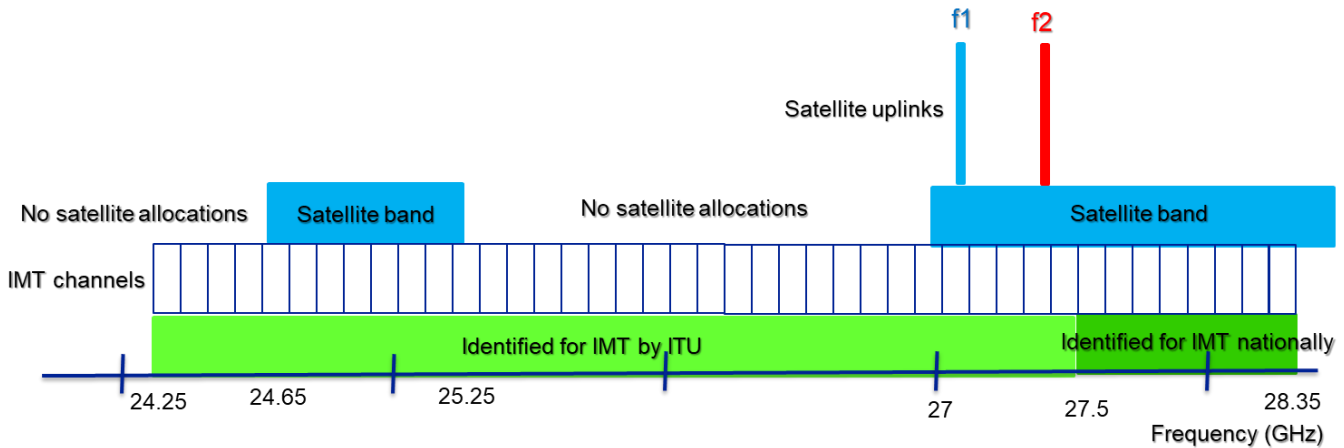 f1
f2
Satellite uplinks
No satellite allocations
Satellite band
No satellite allocations
Satellite band
IMT channels
Identified for IMT by ITU
Identified for IMT nationally
24.25
24.65
25.25
27
27.5
28.35
Frequency (GHz)